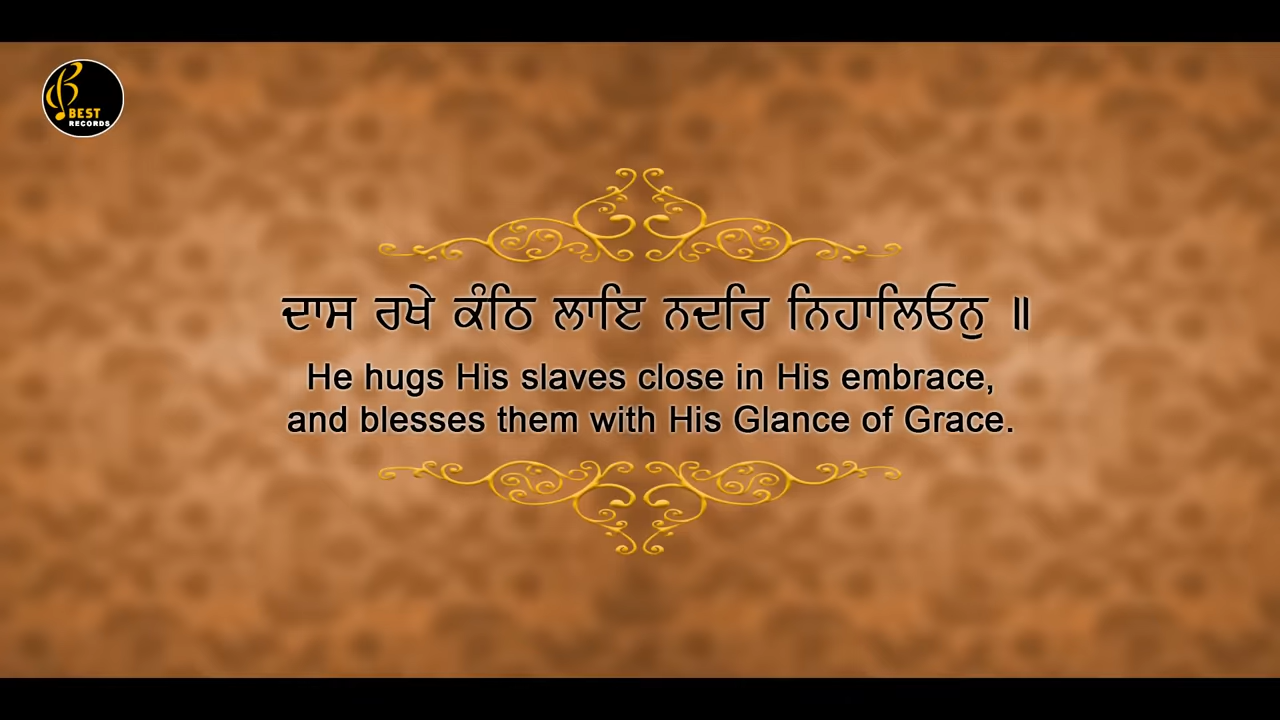 BEST
RECORDS
ਦਾਸ ਰਖੇ ਕੰਠਿ ਲਾਇ ਨਦਰਿ ਨਿਹਾਲਿਓਨੁ ॥
He hugs His slaves close in His embrace,
and blesses them with His Glance of Grace.